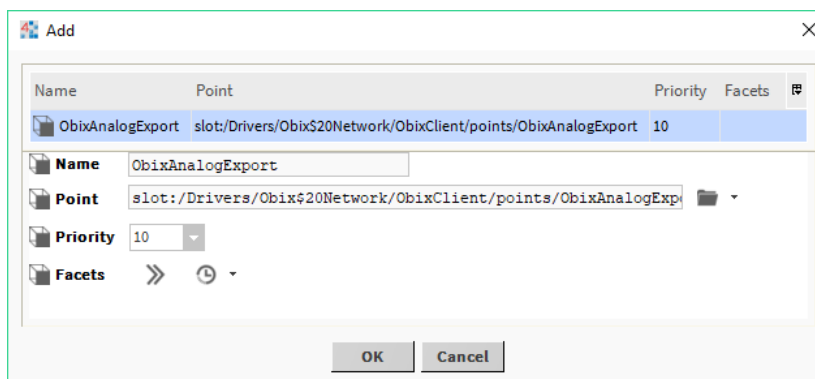 Add
Name Point Priority Facets
ObixAnalogExport slot:/Drivers/Obix$20Network/ObixClient/points/ObixAnalogExport 10
Name ObixAnalogExport
Point slot:/Drivers/Obix$20Network/ObixClient/points/ObixAnalogExp
Priority 10
Facets
OK Cancel